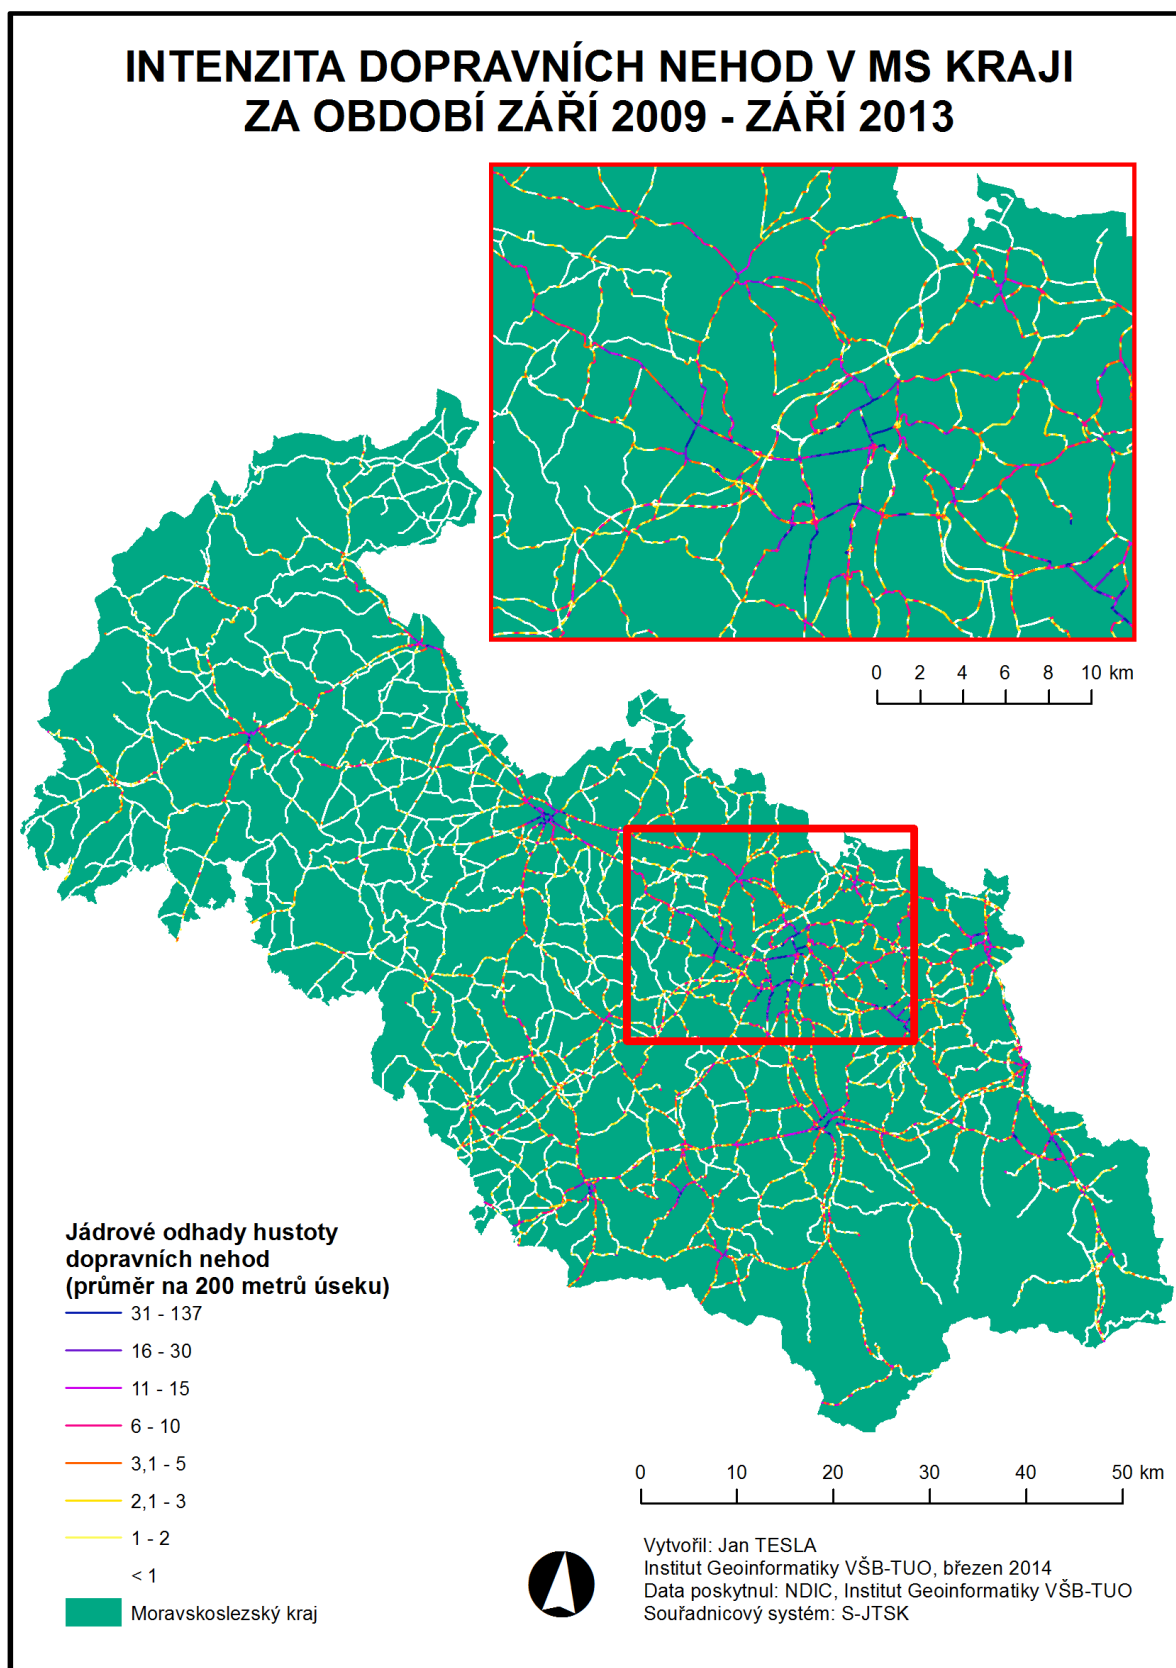 INTENZITA DOPRAVNÍCH NEHOD V MS KRAJI
ZA OBDOBÍ ZÁŘÍ 2009 - ZÁŘÍ 2013
0 2 4 6 8 10 km
Jádrové odhady hustoty
dopravních nehod
(průměr na 200 metrů úseku)
31 - 137
16 - 30
11 - 15
6 - 10
3,1 - 5
2,1 - 3
1 - 2
< 1
Moravskoslezský kraj
0 10 20 30 40 50 km
Vytvořil: Jan TESLA
Institut Geoinformatiky VŠB-TUO, březen 2014
Data poskytnul: NDIC, Institut Geoinformatiky VŠB-TUO
Souřadnicový systém: S-JTSK